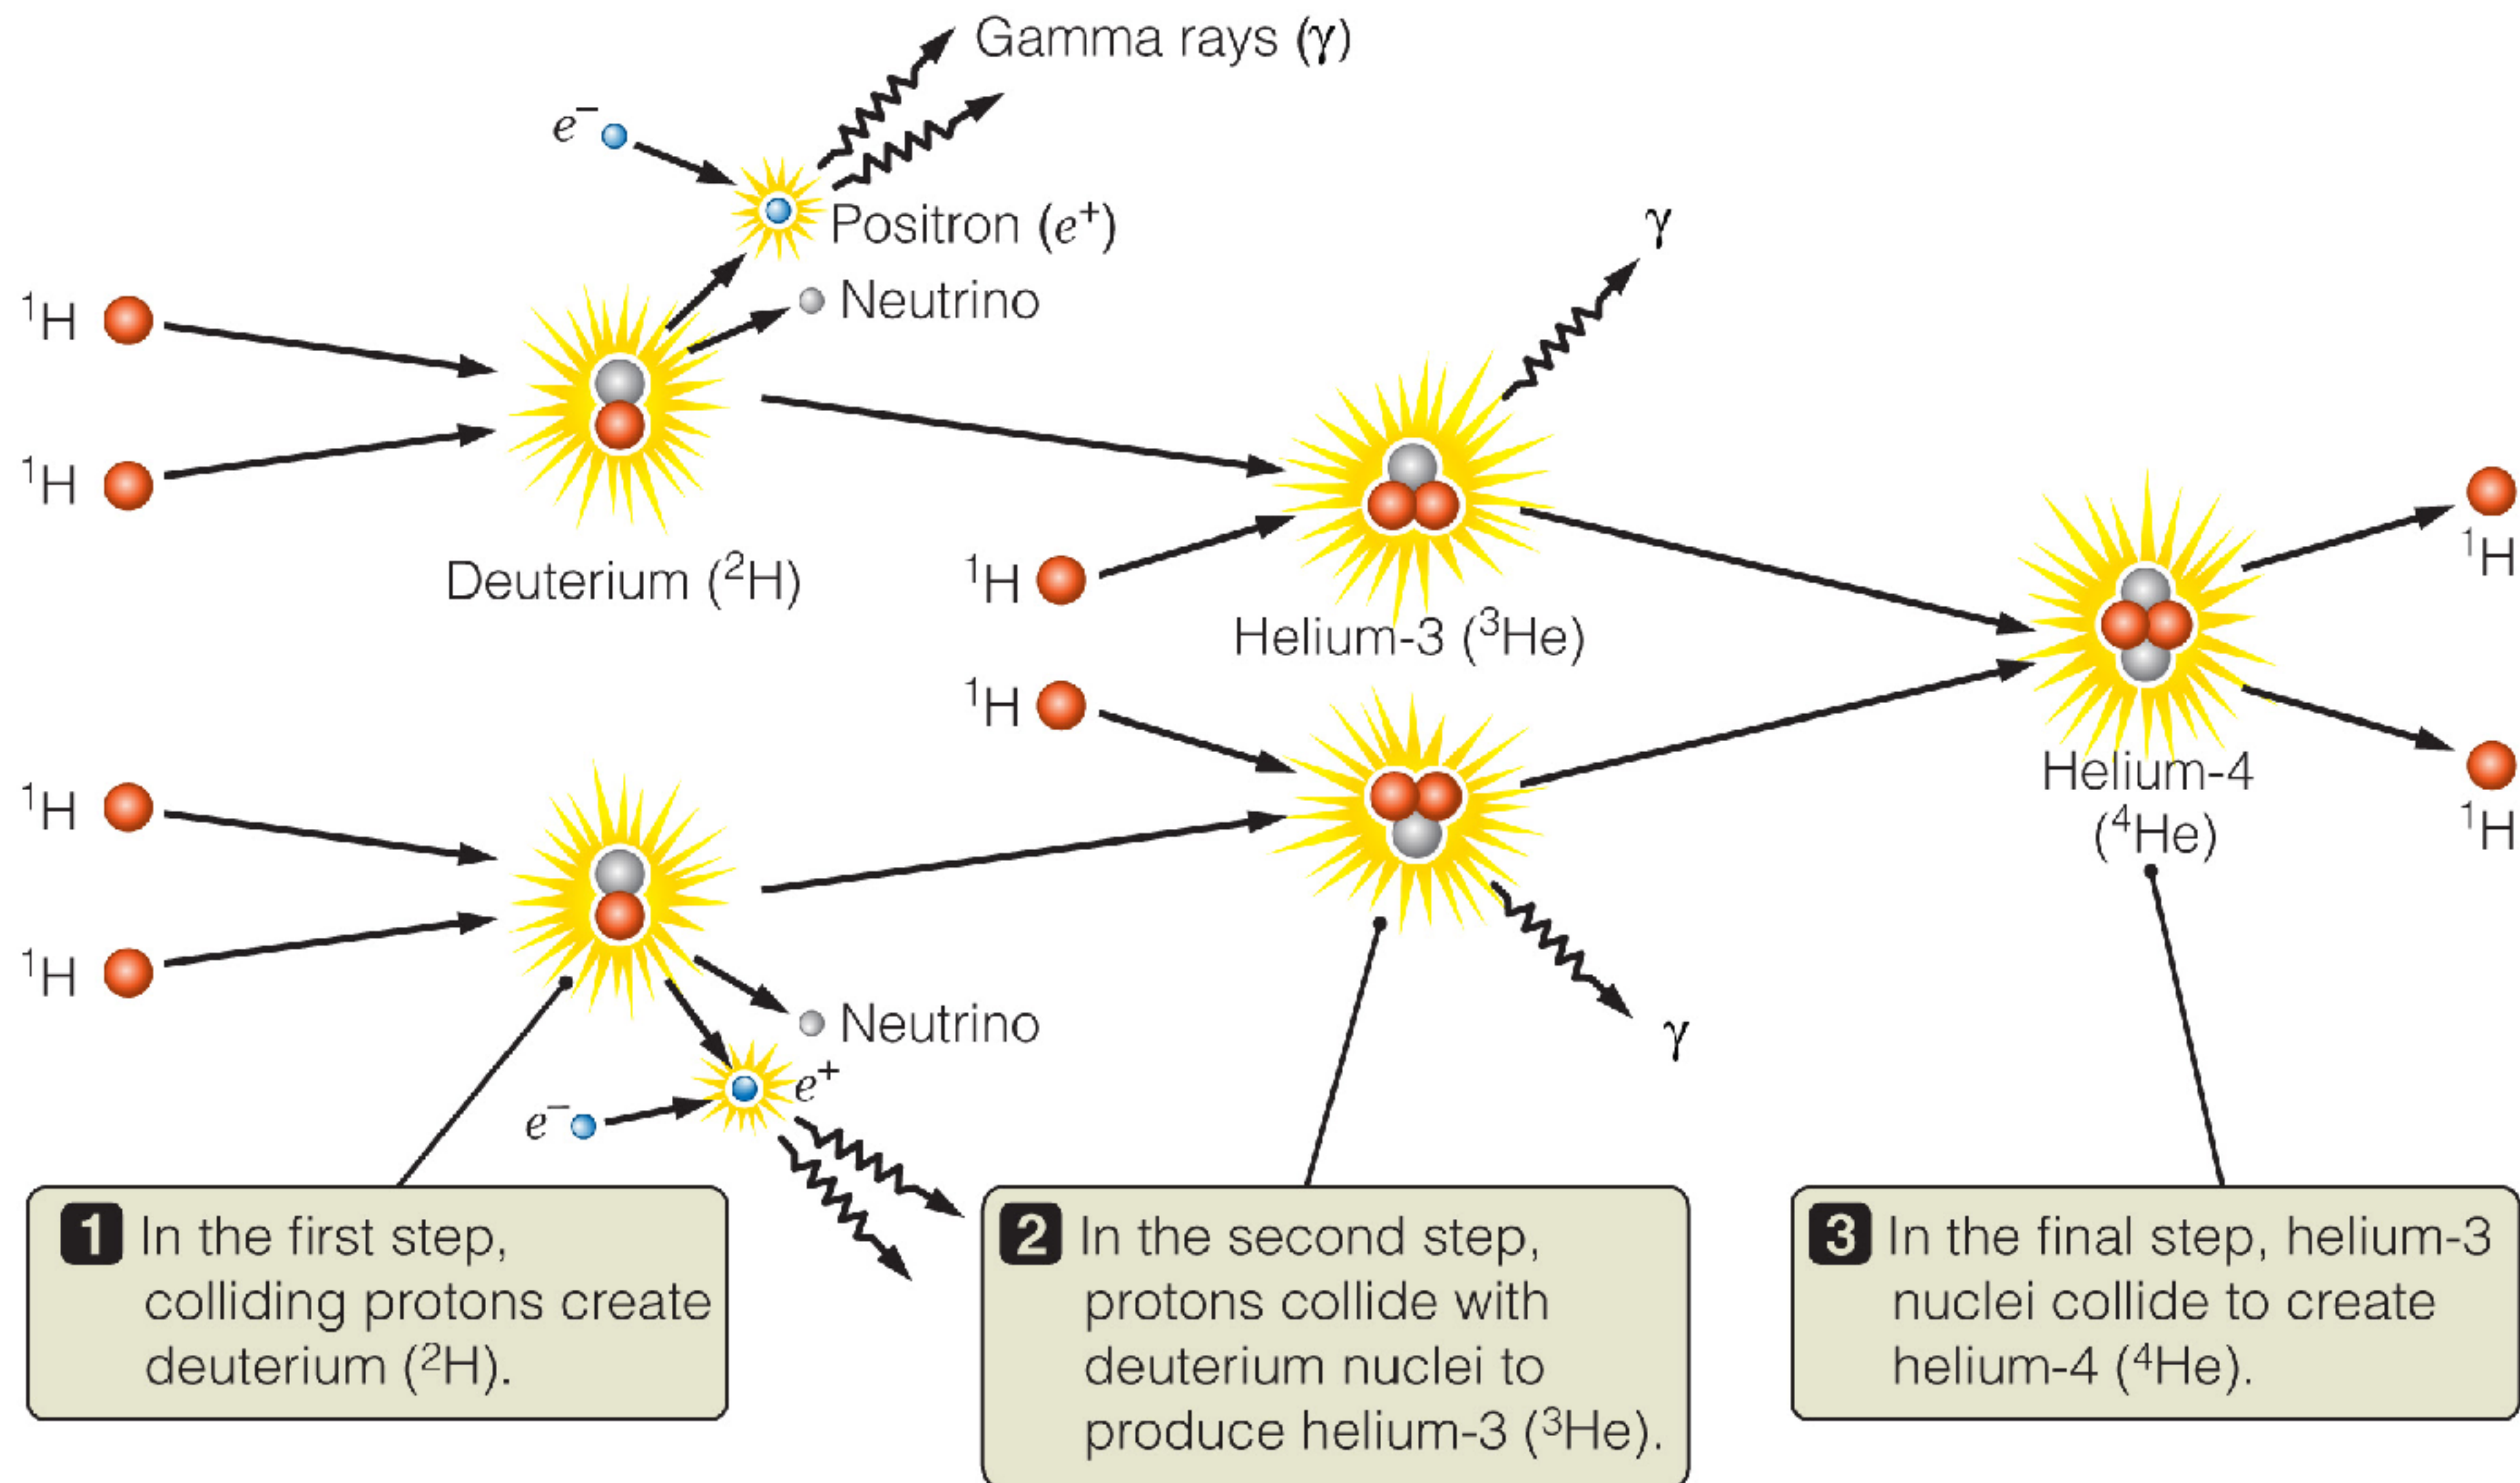 Gamma rays (γ)
e⁻
Positron (e⁺)
γ
Neutrino
¹H
¹H
¹H
Deuterium (²H)
¹H
¹H
Helium-3 (³He)
¹H
¹H
Helium-4
(⁴He)
¹H
¹H
Neutrino
γ
e⁺
e⁻
1 In the first step,
colliding protons create
deuterium (²H).
2 In the second step,
protons collide with
deuterium nuclei to
produce helium-3 (³He).
3 In the final step, helium-3
nuclei collide to create
helium-4 (⁴He).